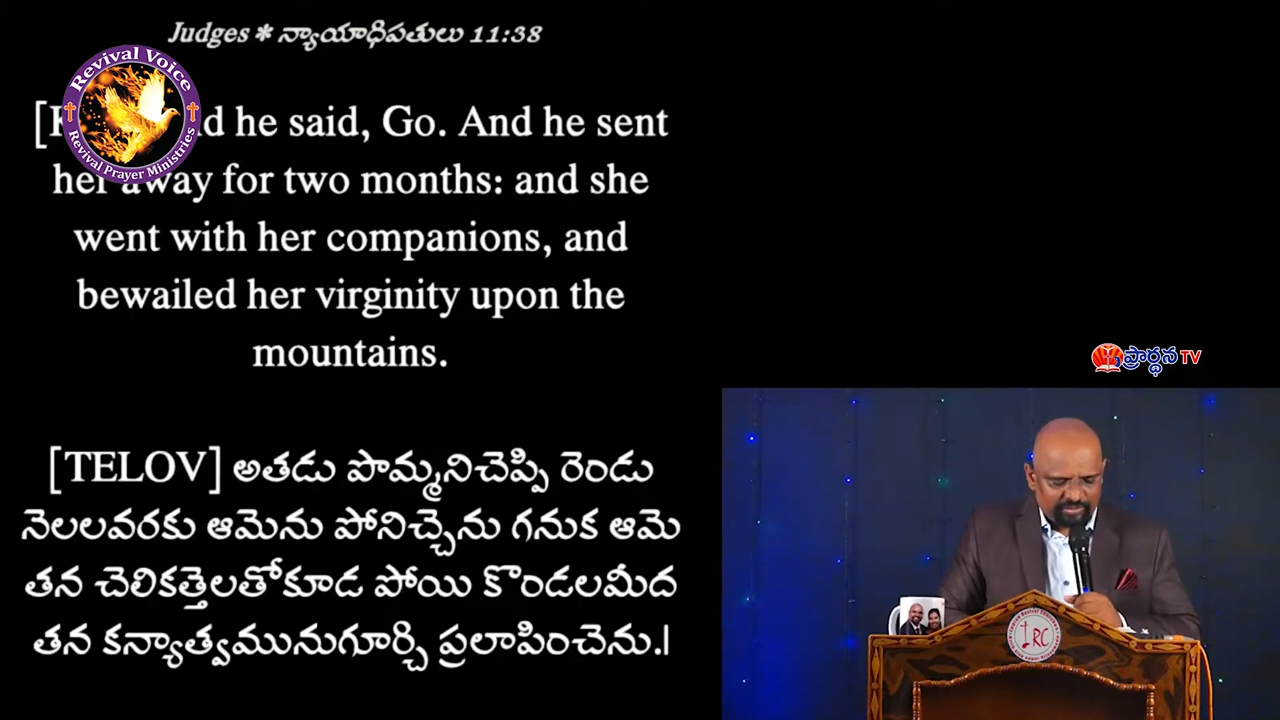 Judges * న్యాయాధిపతులు 11:38
Revival Voice
Revival Prayer Ministries
he said, Go. And he sent
her away for two months: and she
went with her companions, and
bewailed her virginity upon the
mountains.
[TELOV] అతడు పొమ్మనిచెప్పి రెండు
నెలలవరకు ఆమెను పోనిచ్చెను గనుక ఆమె
తన చెలికత్తెలతోకూడ పోయి కొండలమీద
తన కన్యాత్వమునుగూర్చి ప్రలాపించెను.|
ప్రార్థన TV
IRC